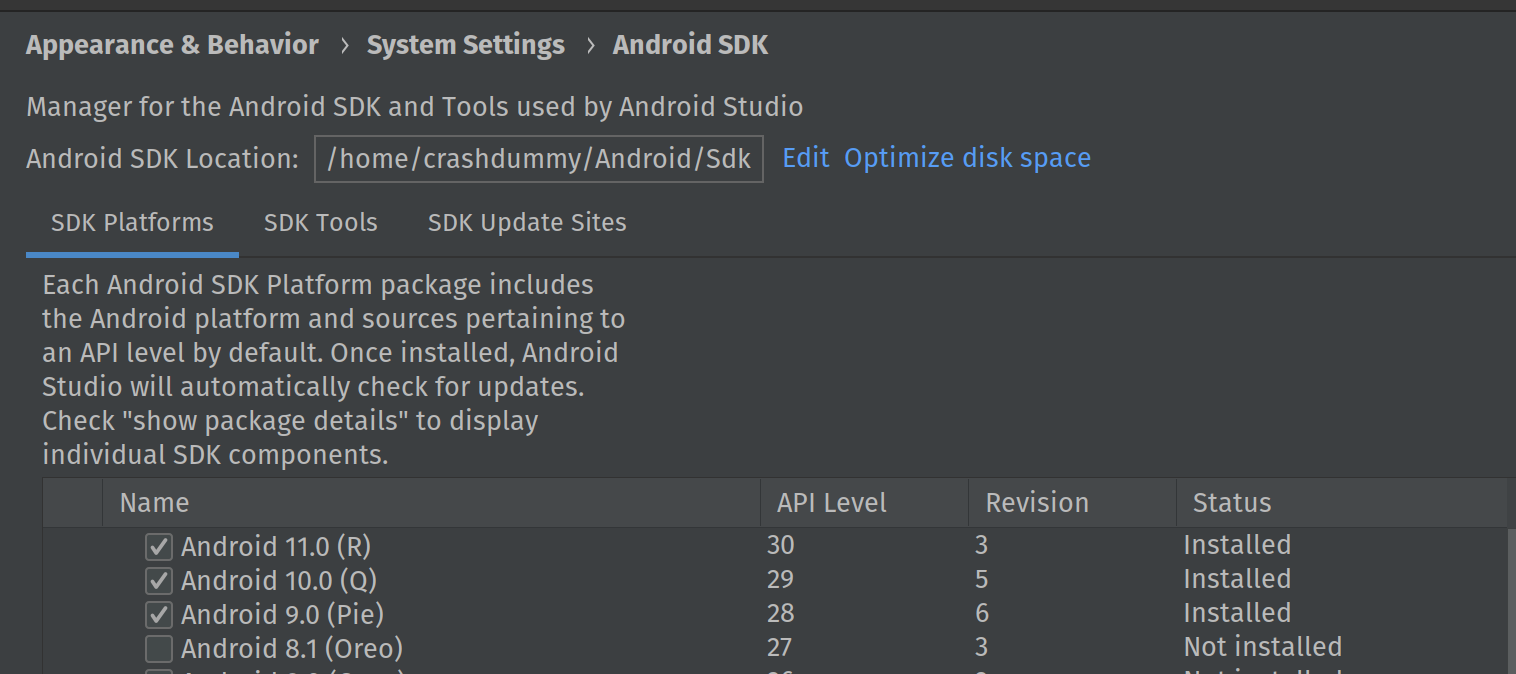 Appearance & Behavior › System Settings › Android SDK
Manager for the Android SDK and Tools used by Android Studio
Android SDK Location: /home/crashdummy/Android/Sdk Edit Optimize disk space
SDK Platforms SDK Tools SDK Update Sites
Each Android SDK Platform package includes
the Android platform and sources pertaining to
an API level by default. Once installed, Android
Studio will automatically check for updates.
Check "show package details" to display
individual SDK components.
Name API Level Revision Status
Android 11.0 (R) 30 3 Installed
Android 10.0 (Q) 29 5 Installed
Android 9.0 (Pie) 28 6 Installed
Android 8.1 (Oreo) 27 3 Not installed